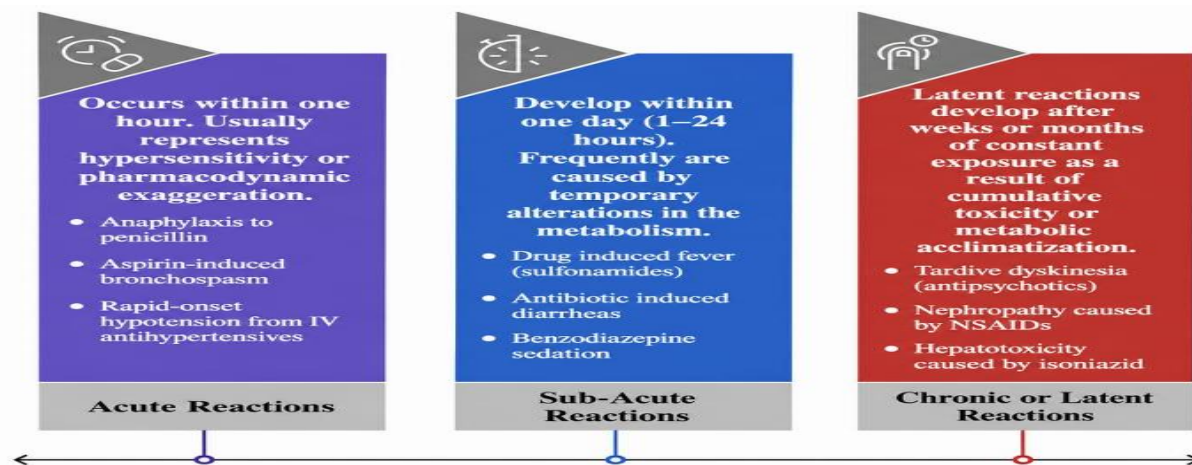 Occurs within one
hour. Usually
represents
hypersensitivity or
pharmacodynamic
exaggeration.
• Anaphylaxis to
penicillin
• Aspirin-induced
bronchospasm
• Rapid-onset
hypotension from IV
antihypertensives
Acute Reactions
Develop within
one day (1–24
hours).
Frequently are
caused by
temporary
alterations in the
metabolism.
• Drug induced fever
(sulfonamides)
• Antibiotic induced
diarrheas
• Benzodiazepine
sedation
Sub-Acute
Reactions
Latent reactions
develop after
weeks or months
of constant
exposure as a
result of
cumulative
toxicity or
metabolic
acclimatization.
• Tardive dyskinesia
(antipsychotics)
• Nephropathy caused
by NSAIDs
• Hepatotoxicity
caused by isoniazid
Chronic or Latent
Reactions